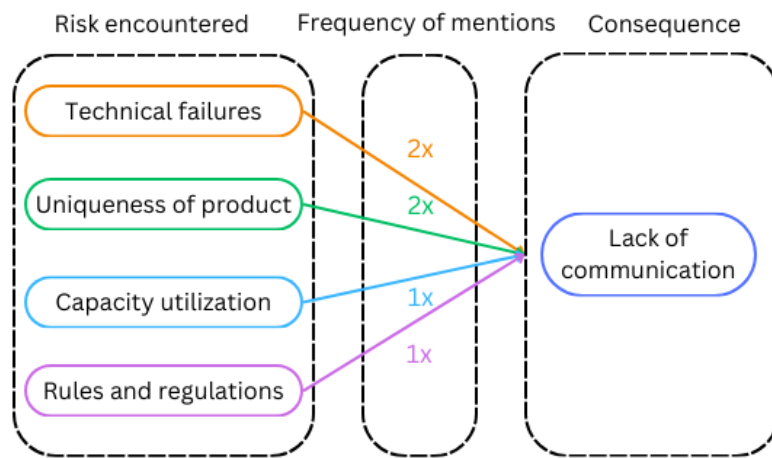 Risk encountered
Frequency of mentions
Consequence
Technical failures
2x
Uniqueness of product
2x
Lack of
communication
Capacity utilization
1x
Rules and regulations
1x